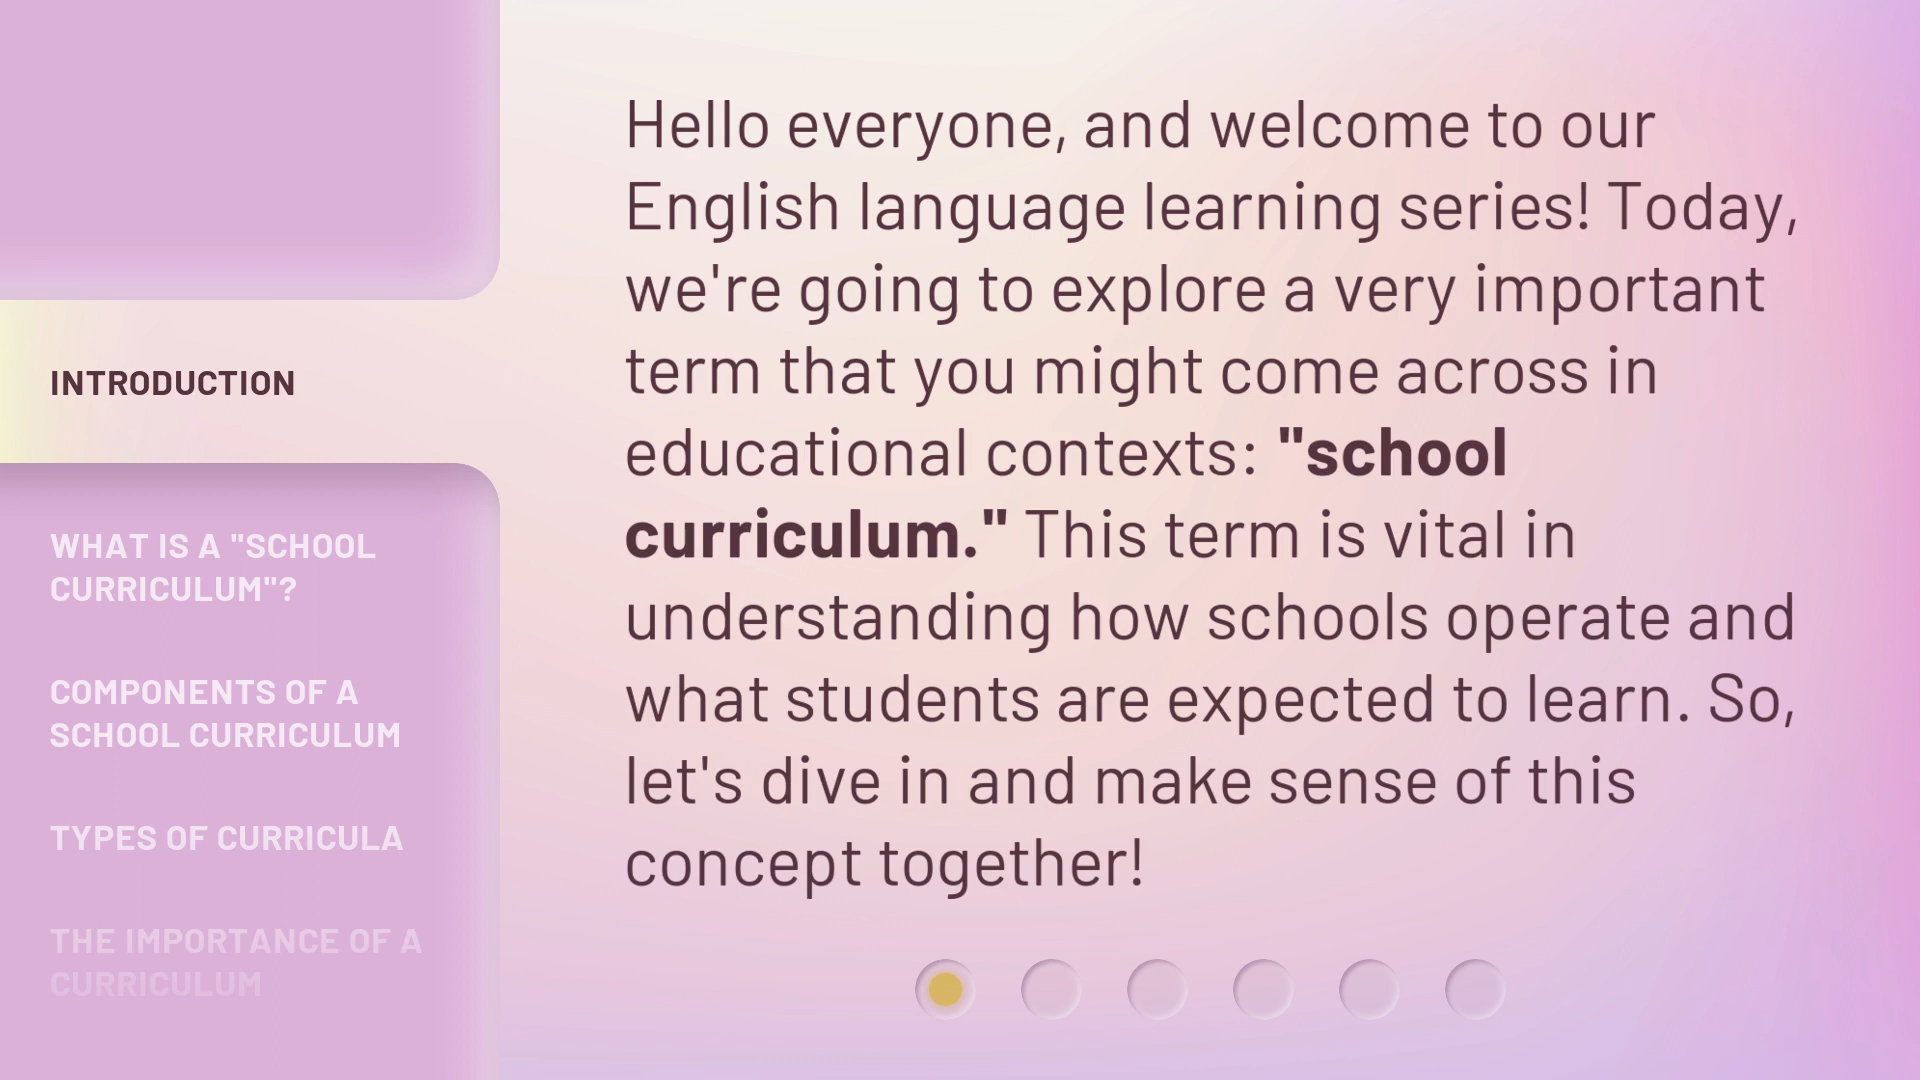 INTRODUCTION
WHAT IS A "SCHOOL
CURRICULUM"?
COMPONENTS OF A
SCHOOL CURRICULUM
TYPES OF CURRICULA
THE IMPORTANCE OF A
CURRICULUM
Hello everyone, and welcome to our
English language learning series! Today,
we're going to explore a very important
term that you might come across in
educational contexts: "school
curriculum." This term is vital in
understanding how schools operate and
what students are expected to learn. So,
let's dive in and make sense of this
concept together!